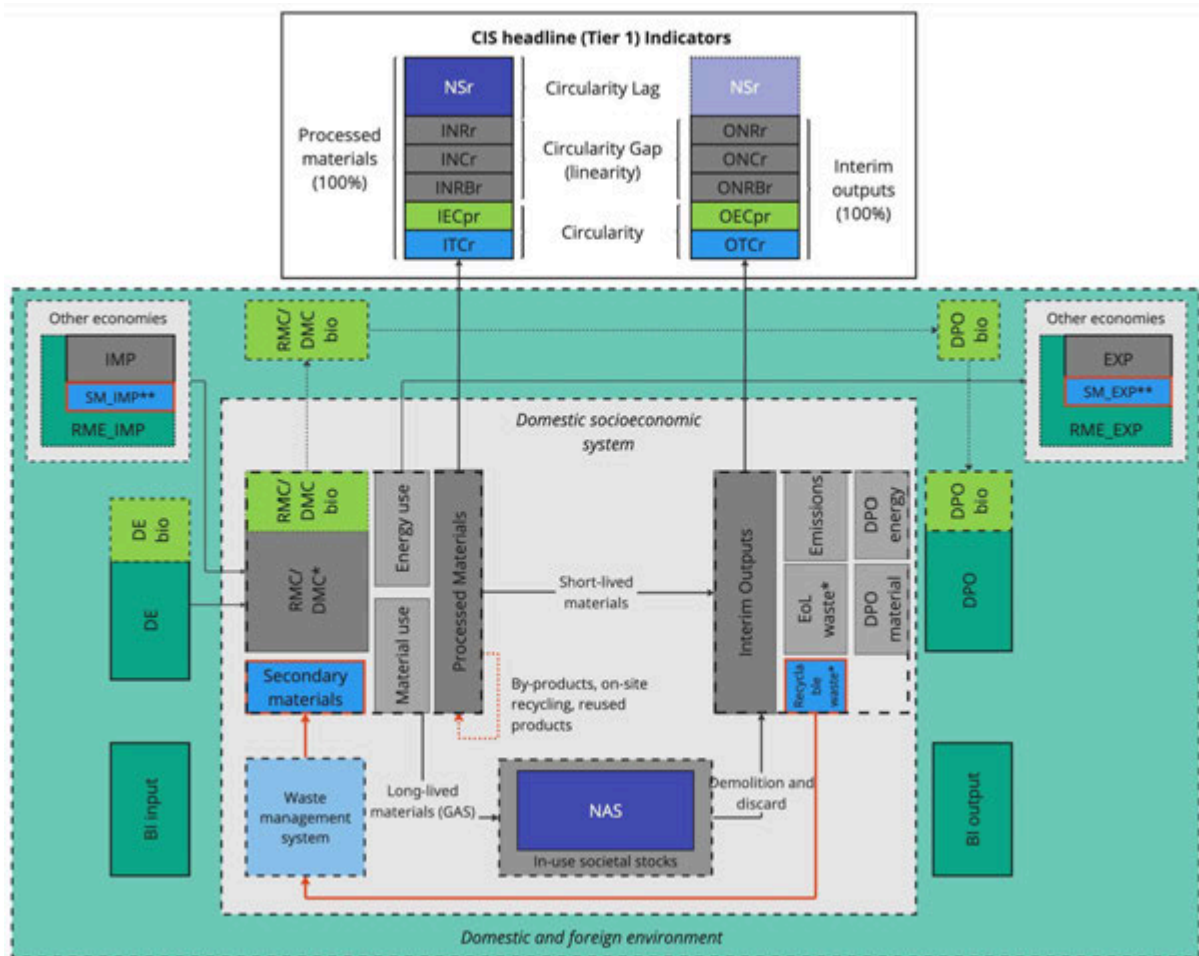 CIS headline (Tier 1) Indicators
NSr
Circularity Lag
NSr
Processed
materials
(100%)
INRr
INCr
INRBr
Circularity Gap
(linearity)
ONRr
ONCr
ONRBr
Interim
outputs
(100%)
IECpr
ITCr
Circularity
OECpr
OTCr
Other economies
IMP
SM_IMP**
RME_IMP
RMC/
DMC
bio
DPO
bio
Other economies
EXP
SM_EXP**
RME_EXP
Domestic socioeconomic
system
DE
bio
DE
RMC/
DMC
bio
RMC/
DMC*
Secondary
materials
Energy use
Material use
Processed Materials
Short-lived
materials
By-products, on-site
recycling, reused
products
Interim Outputs
Emissions
EoL
waste*
Recycla
ble
waste*
DPO
energy
DPO
material
DPO
bio
DPO
BI input
Waste
management
system
Long-lived
materials (GAS)
NAS
In-use societal stocks
Demolition and
discard
BI output
Domestic and foreign environment